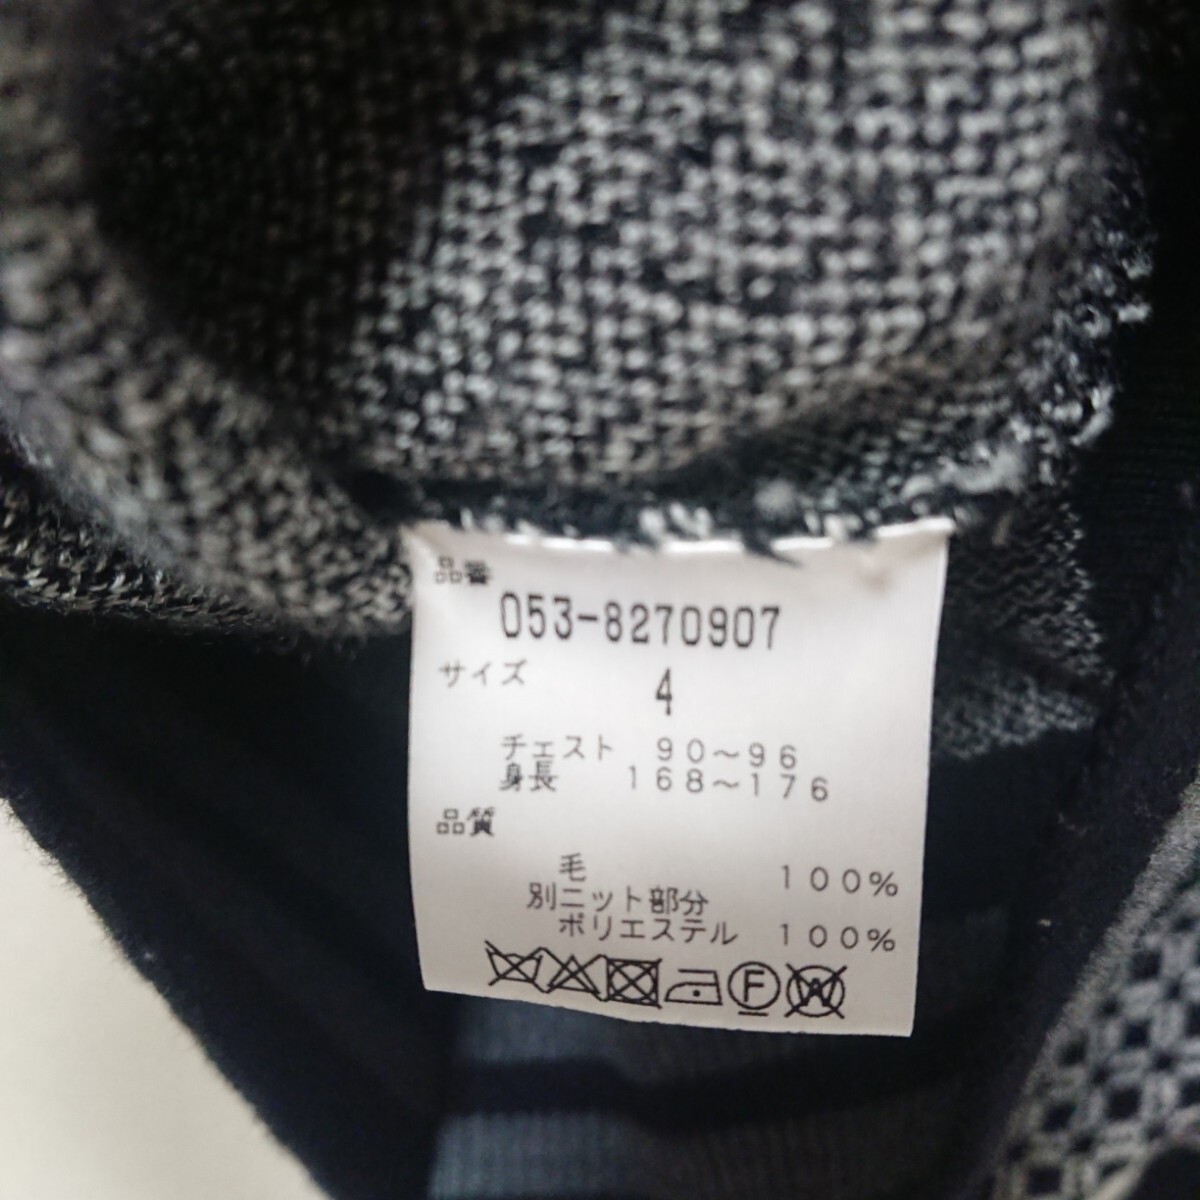 品番
053-8270907
サイズ 4
チェスト 90～96
身長 168～176
品質
毛 100%
別ニット部分
ポリエステル 100%
F W